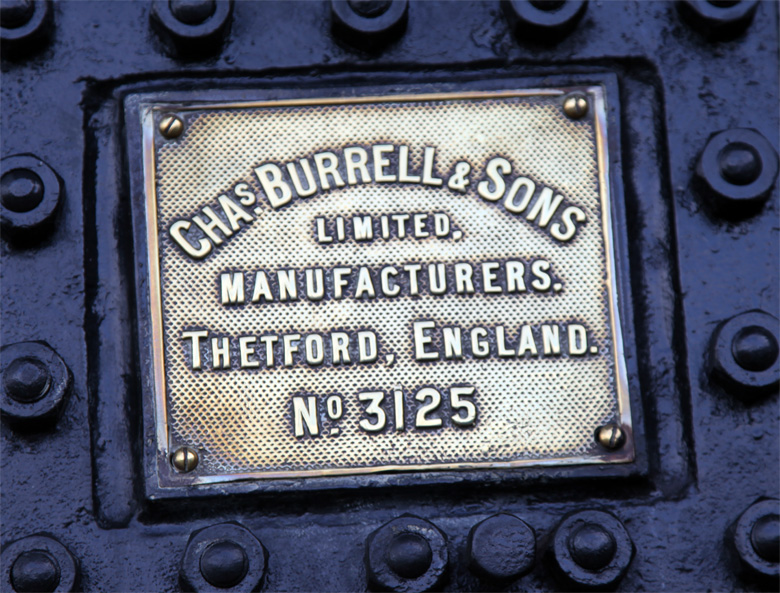 CHAS. BURRELL & SONS
LIMITED.
MANUFACTURERS.
THETFORD, ENGLAND.
No. 3125